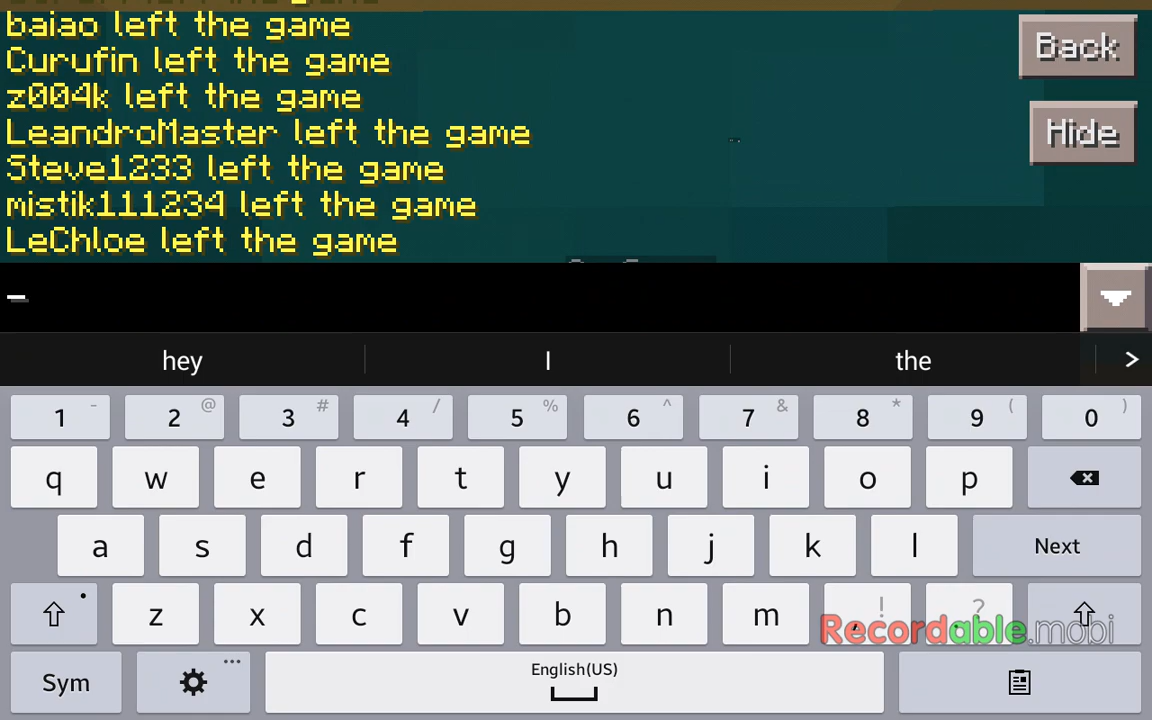 baiao left the game
Curufin left the game
z004k left the game
LeandroMaster left the game
Steve1233 left the game
mistik111234 left the game
LeChloe left the game
Back
Hide
_
hey I the >
1 - 2 @ 3 # 4 / 5 % 6 ^ 7 & 8 * 9 ( 0 )
q w e r t y u i o p
a s d f g h j k l Next
z x c v b n m , ! . ?
Recordable.mobi
Sym ... English(US)